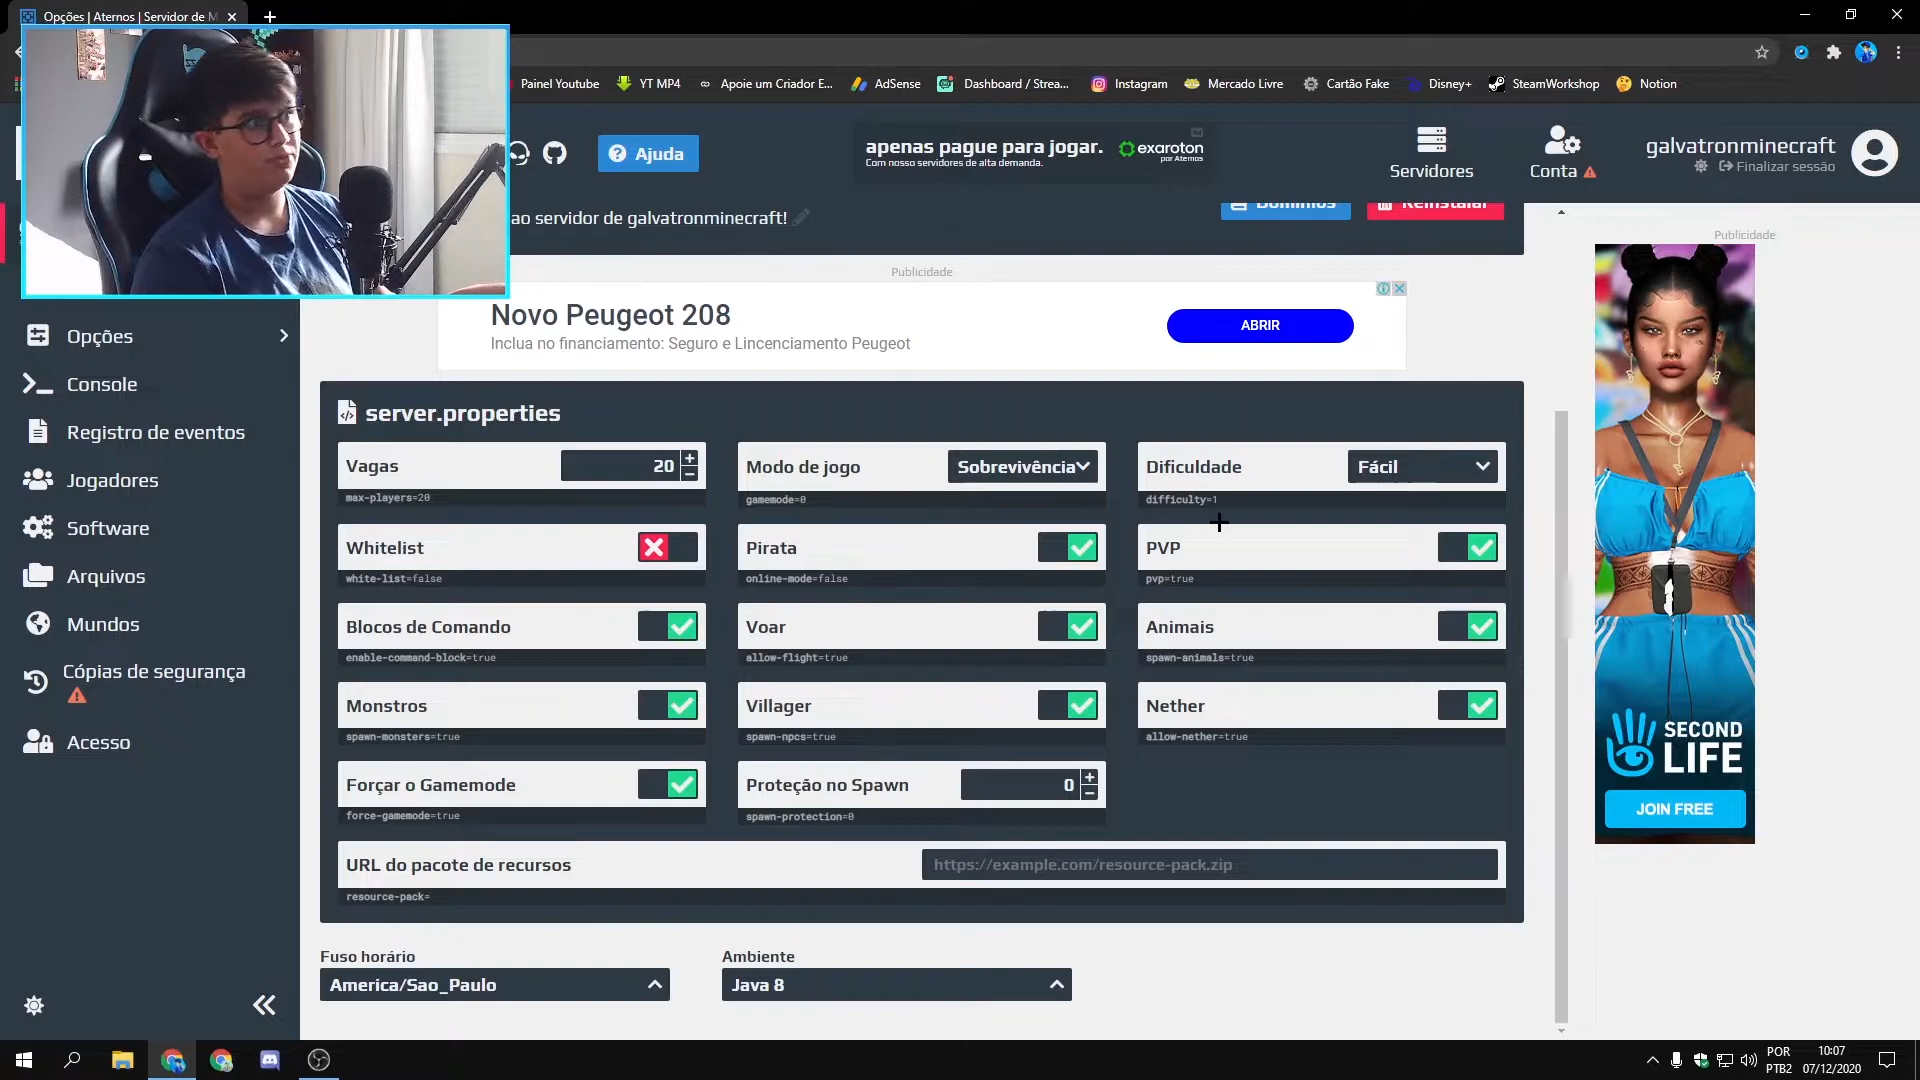 Opções | Aternos | Servidor de M
Painel Youtube
YT MP4
Apoie um Criador E...
AdSense
Dashboard / Strea...
Instagram
Mercado Livre
Cartão Fake
Disney+
SteamWorkshop
Notion
Ajuda
apenas pague para jogar.
Com nosso servidores de alta demanda.
exaroton
por Aternos
Servidores
Conta
galvatronminecraft
Finalizar sessão
ao servidor de galvatronminecraft!
Domínios
Reinstalar
Publicidade
Publicidade
Novo Peugeot 208
Inclua no financiamento: Seguro e Lincenciamento Peugeot
ABRIR
Opções
Console
Registro de eventos
Jogadores
Software
Arquivos
Mundos
Cópias de segurança
Acesso
server.properties
Vagas
20
max-players=20
Modo de jogo
Sobrevivência
gamemode=0
Dificuldade
Fácil
difficulty=1
Whitelist
white-list=false
Pirata
online-mode=false
PVP
pvp=true
Blocos de Comando
enable-command-block=true
Voar
allow-flight=true
Animais
spawn-animals=true
Monstros
spawn-monsters=true
Villager
spawn-npcs=true
Nether
allow-nether=true
Forçar o Gamemode
force-gamemode=true
Proteção no Spawn
0
spawn-protection=0
URL do pacote de recursos
https://example.com/resource-pack.zip
resource-pack=
Fuso horário
America/Sao_Paulo
Ambiente
Java 8
SECOND
LIFE
JOIN FREE
POR
PTB2
10:07
07/12/2020